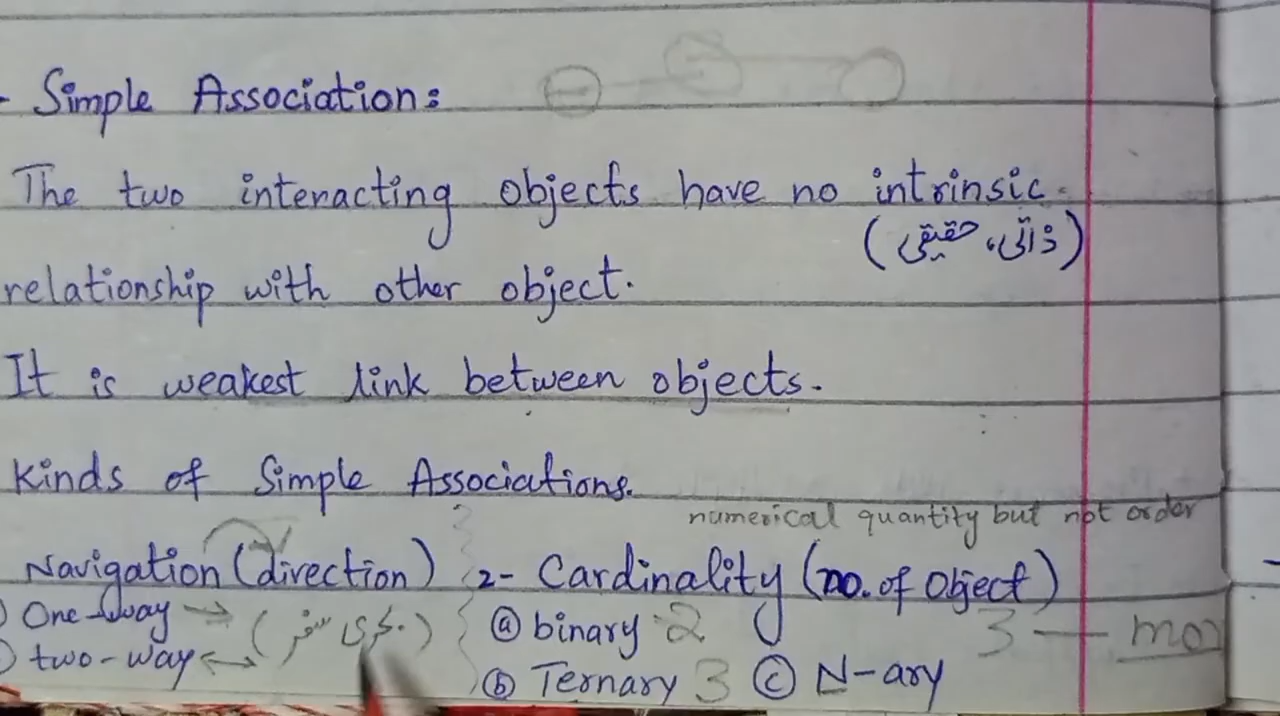 - Simple Association:
The two interacting objects have no intrinsic
(ذاتی، حقیقی)
relationship with other object.
It is weakest link between objects.
Kinds of Simple Associations.
numerical quantity but not order
Navigation (direction) 2- Cardinality (no. of Object)
One-way → (بحری سفر) ⓐ binary 2 3 —
two-way ↔ ⓑ Ternary 3 ⓒ N-ary